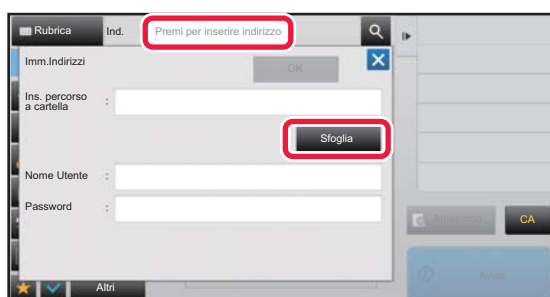 Rubrica Ind. Premi per inserire indirizzo
Imm.Indirizzi OK
Ins. percorso
a cartella :
Sfoglia
Nome Utente :
Password :
Anteprima CA
Avvio
Altri